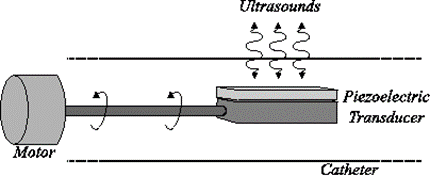 Ultrasounds
Piezoelectric
Transducer
Motor
Catheter